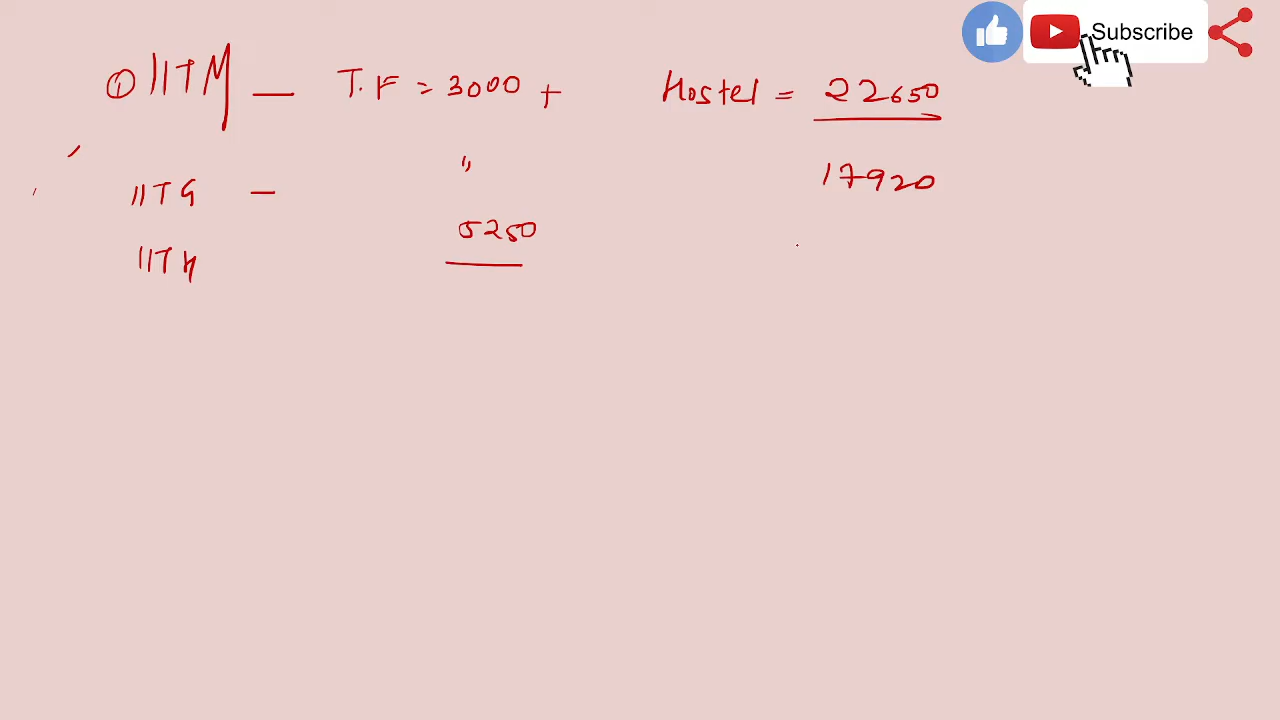 Subscribe
① IITM — T.F = 3000 + Hostel = 22650
IITG — " 17920
IITH 5250